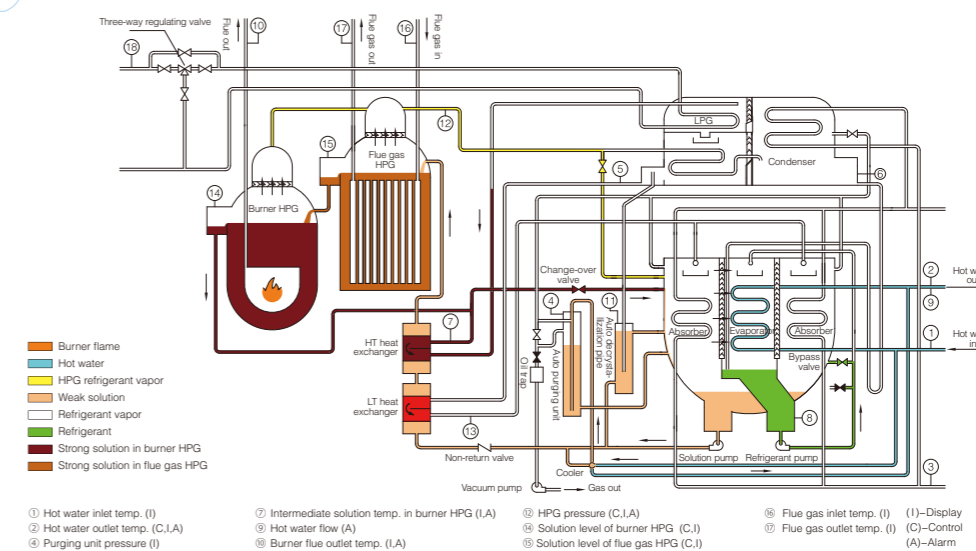 Three-way regulating valve
18
Flue out
10
Flue gas out
17
Flue gas in
16
12
LPG
Condenser
5
6
15
Flue gas
HPG
14
Burner HPG
Change-over
valve
4
11
Auto decrysta-
lization pipe
Auto purging unit
Oil trap
HT heat
exchanger
7
LT heat
exchanger
13
Non-return valve
Vacuum pump
Gas out
Cooler
Absorber
Evaporator
Absorber
Bypass
valve
8
Solution pump
Refrigerant pump
2
Hot w
ou
9
1
Hot w
in
3
Burner flame
Hot water
HPG refrigerant vapor
Weak solution
Refrigerant vapor
Refrigerant
Strong solution in burner HPG
Strong solution in flue gas HPG
① Hot water inlet temp. (I)
② Hot water outlet temp. (C,I,A)
④ Purging unit pressure (I)
⑦ Intermediate solution temp. in burner HPG (I,A)
⑨ Hot water flow (A)
⑩ Burner flue outlet temp. (I,A)
⑫ HPG pressure (C,I,A)
⑭ Solution level of burner HPG (C,I)
⑮ Solution level of flue gas HPG (C,I)
⑯ Flue gas inlet temp. (I)
⑰ Flue gas outlet temp. (I)
(I)-Display
(C)-Control
(A)-Alarm